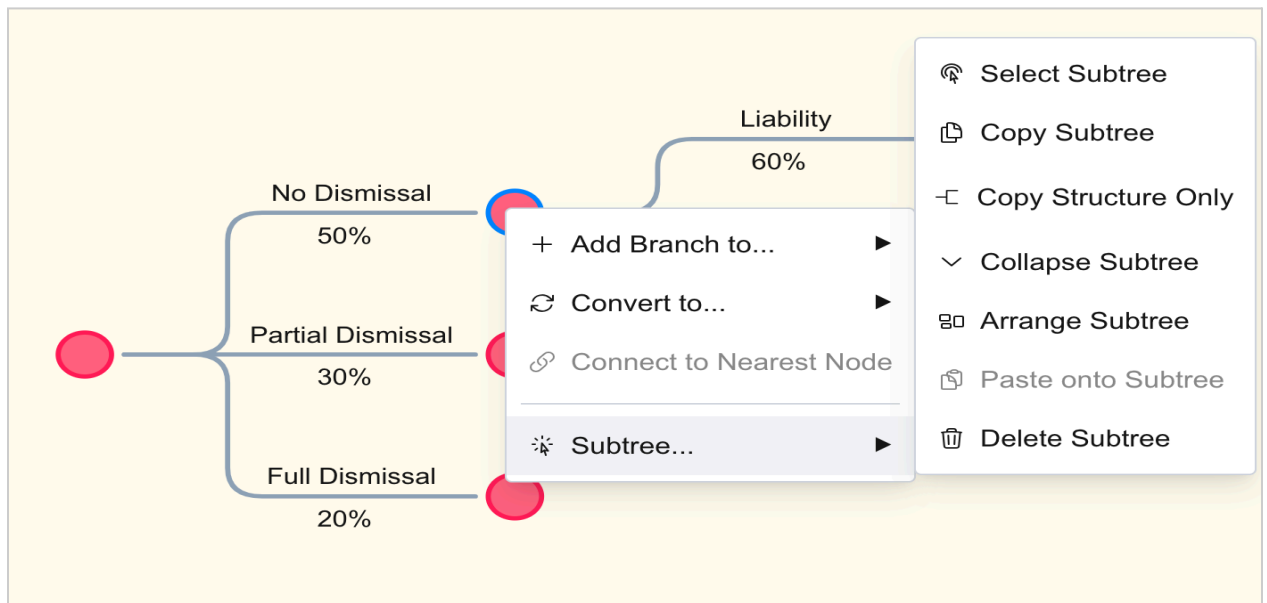 No Dismissal
50%
Partial Dismissal
30%
Full Dismissal
20%
Liability
60%
Add Branch to...
Convert to...
Connect to Nearest Node
Subtree...
Select Subtree
Copy Subtree
Copy Structure Only
Collapse Subtree
Arrange Subtree
Paste onto Subtree
Delete Subtree